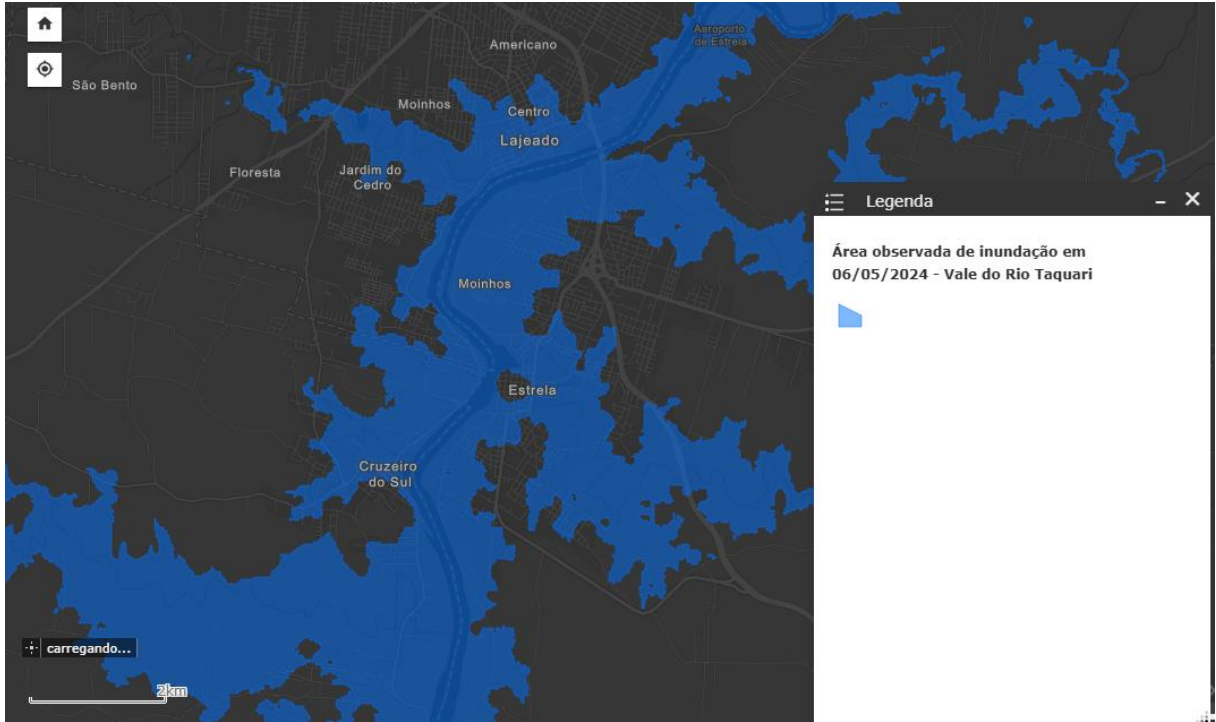 Aeroporto
de Estrela
Americano
São Bento
Moinhos
Centro
Lajeado
Floresta
Jardim do
Cedro
Legenda
Área observada de inundação em
06/05/2024 - Vale do Rio Taquari
Moinhos
Estrela
Cruzeiro
do Sul
carregando...
2km